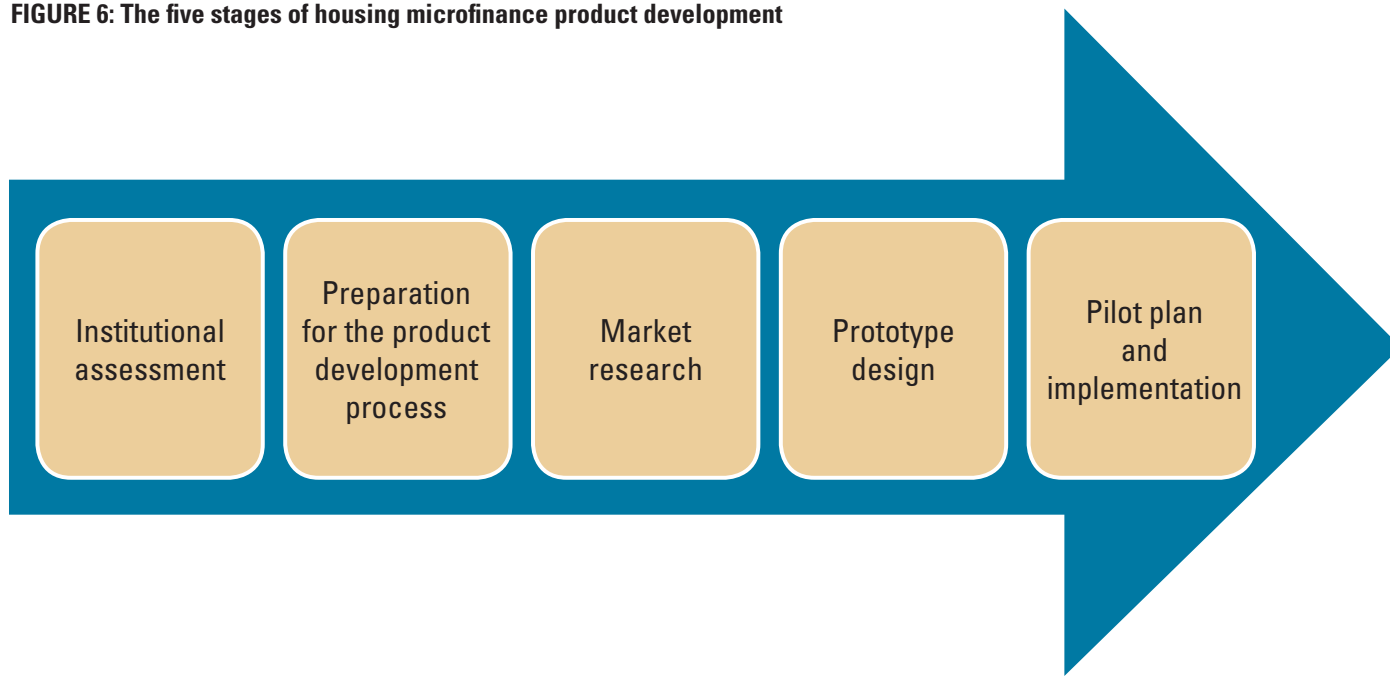 FIGURE 6: The five stages of housing microfinance product development
Institutional
assessment
Preparation
for the product
development
process
Market
research
Prototype
design
Pilot plan
and
implementation